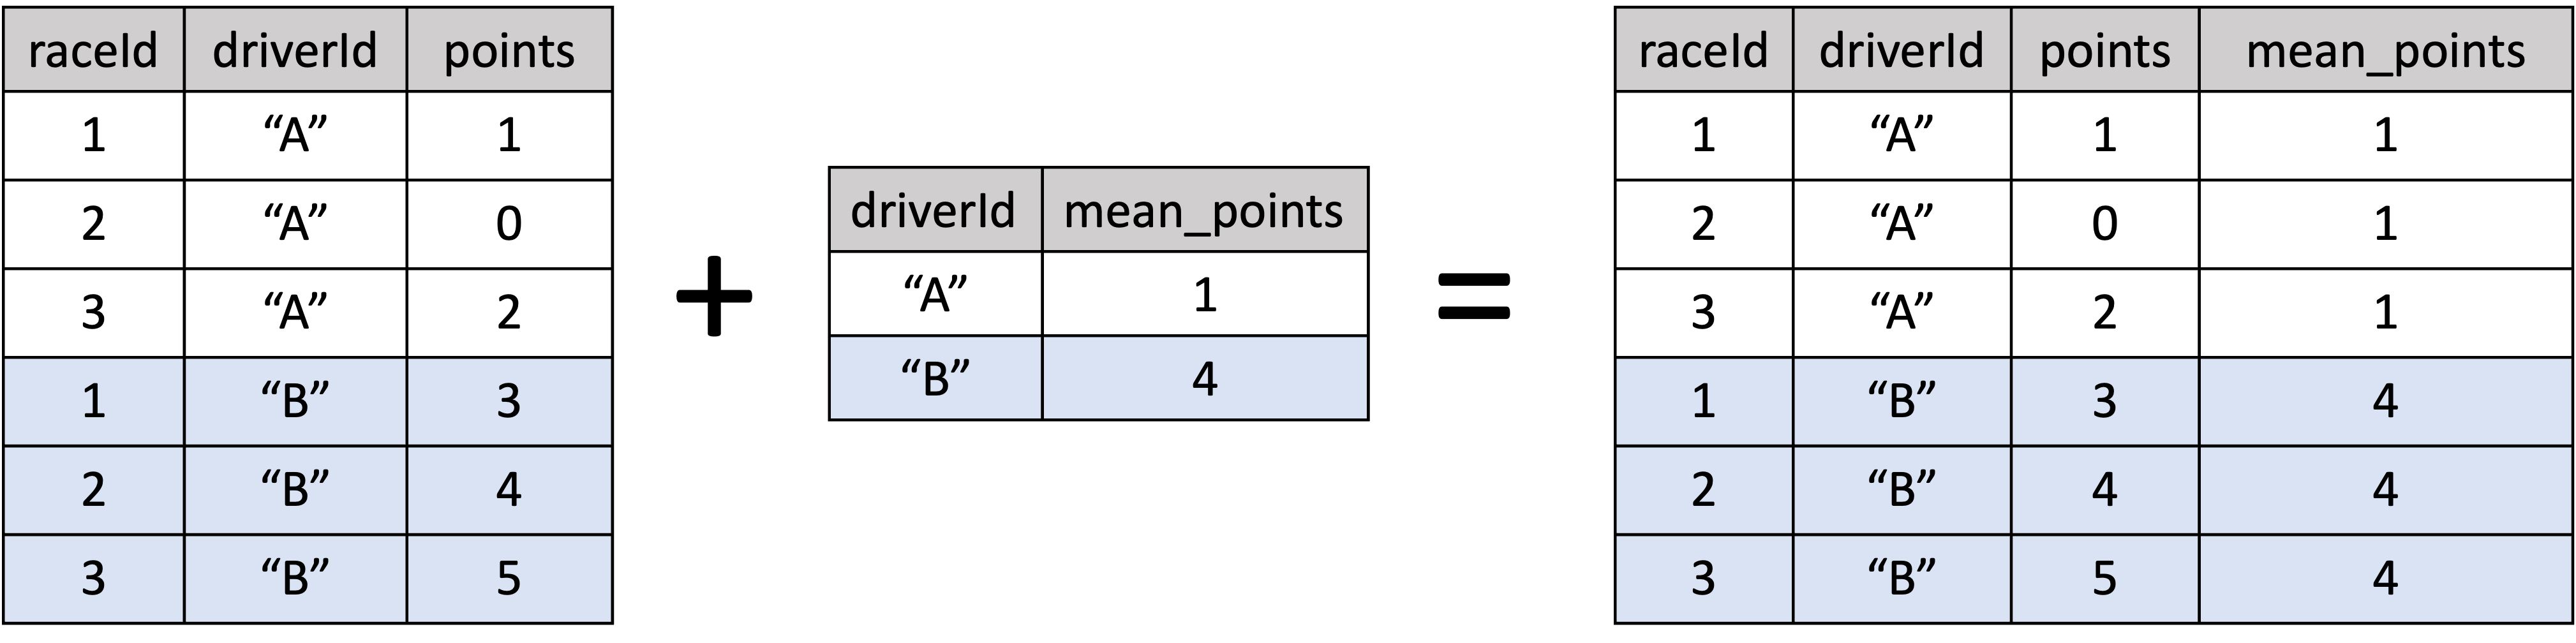 raceId driverId points
1 “A” 1
2 “A” 0
3 “A” 2
1 “B” 3
2 “B” 4
3 “B” 5
+
driverId mean_points
“A” 1
“B” 4
=
raceId driverId points mean_points
1 “A” 1 1
2 “A” 0 1
3 “A” 2 1
1 “B” 3 4
2 “B” 4 4
3 “B” 5 4